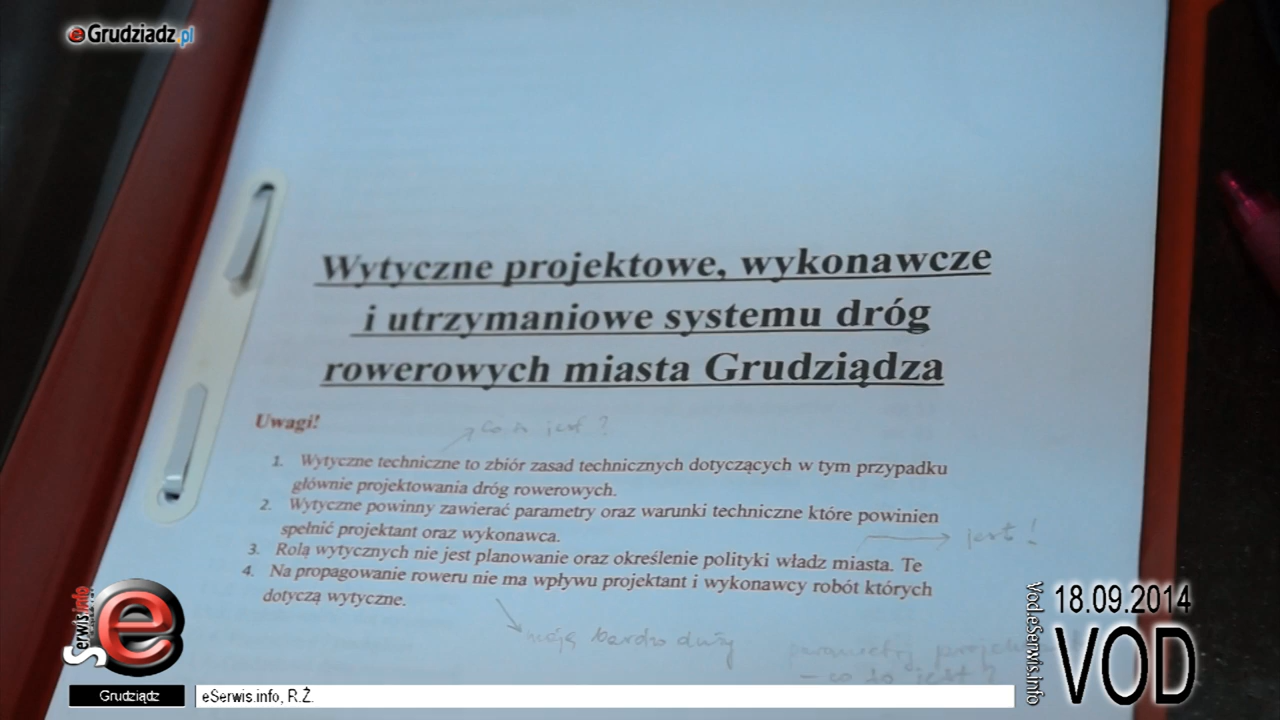 eGrudziadz.pl
Wytyczne projektowe, wykonawcze
i utrzymaniowe systemu dróg
rowerowych miasta Grudziądza
Uwagi!
co to jest?
1. Wytyczne techniczne to zbiór zasad technicznych dotyczących w tym przypadku
głównie projektowania dróg rowerowych.
2. Wytyczne powinny zawierać parametry oraz warunki techniczne które powinien
spełnić projektant oraz wykonawca.
jest!
3. Rolą wytycznych nie jest planowanie oraz określenie polityki władz miasta. Te
4. Na propagowanie roweru nie ma wpływu projektant i wykonawcy robót których
dotyczą wytyczne.
mają bardzo duży
parametry
- co to jest?
eSerwis.info
Grudziądz
eSerwis.info, R.Ż.
Vod.eSerwis.Info
18.09.2014
VOD